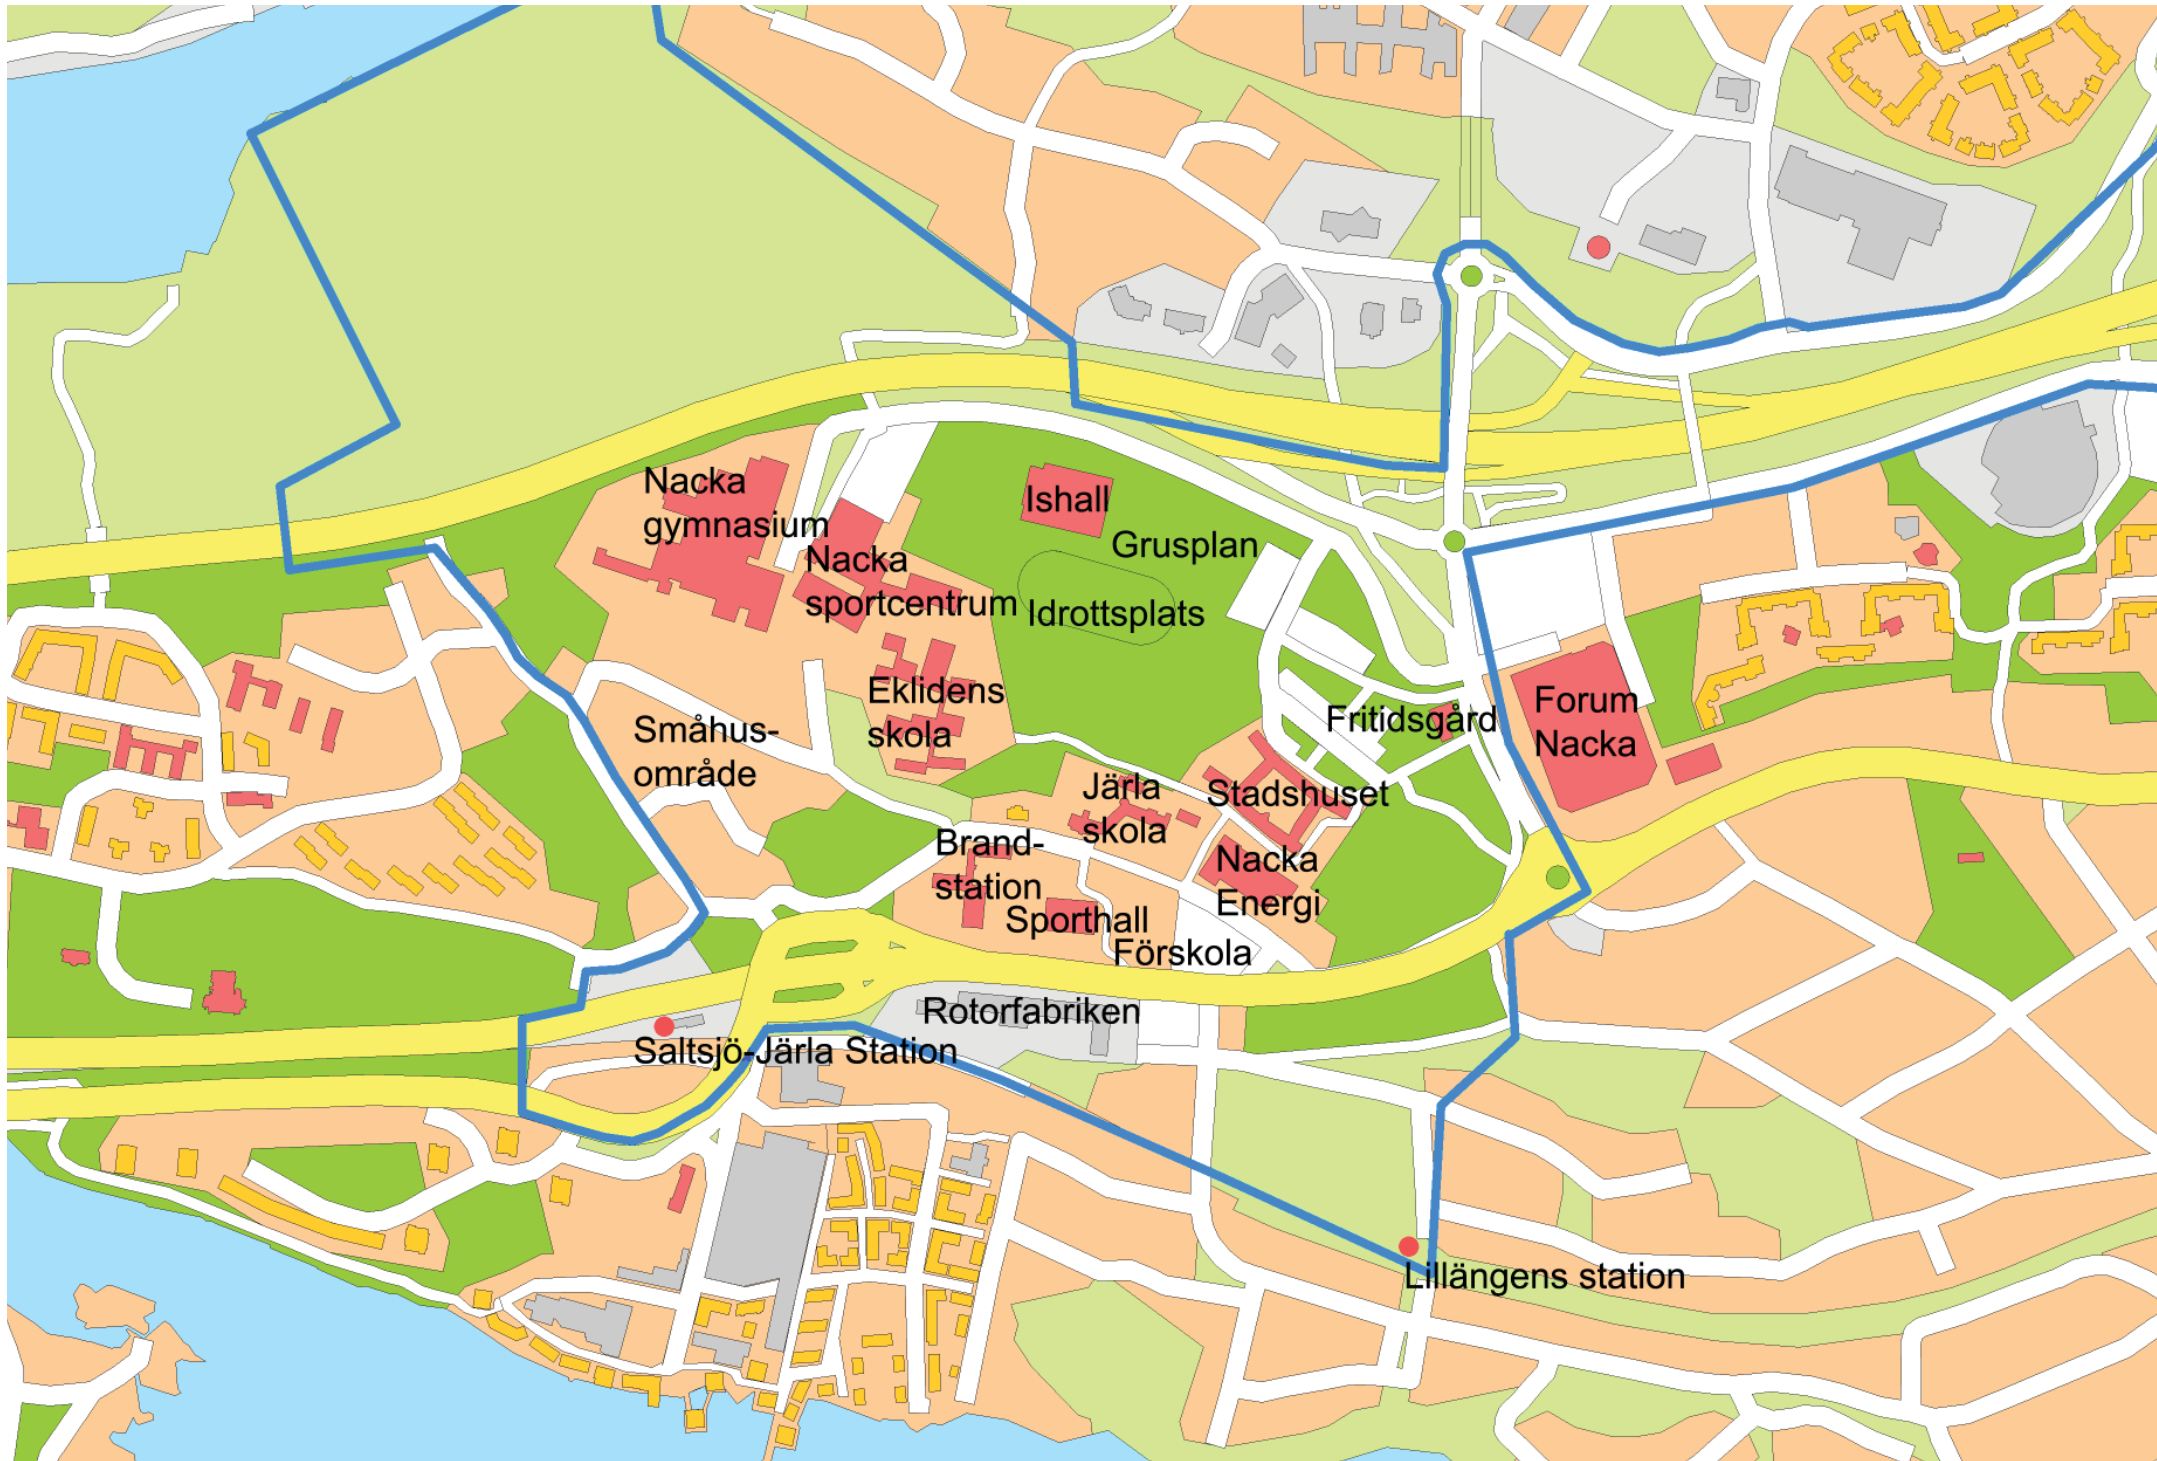 Nacka
gymnasium
Ishall
Grusplan
Nacka
sportcentrum
Idrottsplats
Eklidens
skola
Småhus-
område
Fritidsgård
Forum
Nacka
Järla
skola
Stadshuset
Brand-
station
Nacka
Energi
Sporthall
Förskola
Rotorfabriken
Saltsjö-Järla Station
Lillängens station